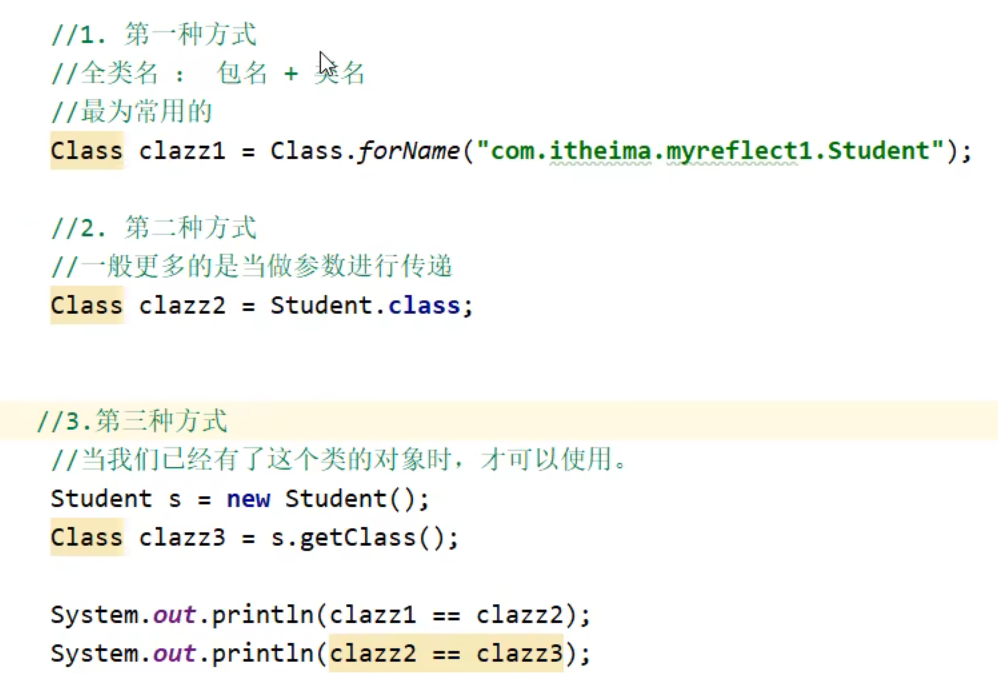 //1. 第一种方式
//全类名 ： 包名 + 类名
//最为常用的
Class clazz1 = Class.forName("com.itheima.myreflect1.Student");
//2. 第二种方式
//一般更多的是当做参数进行传递
Class clazz2 = Student.class;
//3.第三种方式
//当我们已经有了这个类的对象时，才可以使用。
Student s = new Student();
Class clazz3 = s.getClass();
System.out.println(clazz1 == clazz2);
System.out.println(clazz2 == clazz3);